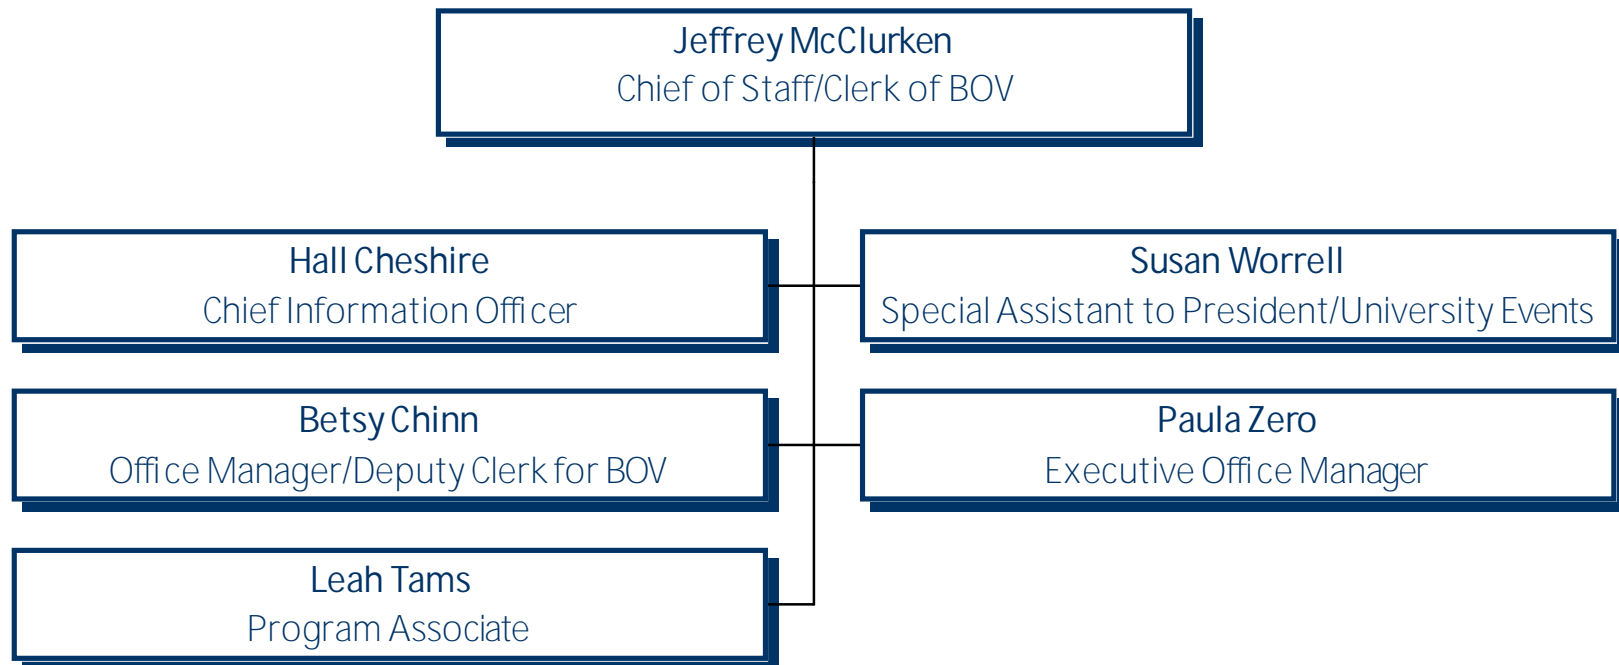 Jeffrey McClurken
Chief of Staff/Clerk of BOV
Hall Cheshire
Chief Information Officer
Susan Worrell
Special Assistant to President/University Events
Betsy Chinn
Office Manager/Deputy Clerk for BOV
Paula Zero
Executive Office Manager
Leah Tams
Program Associate